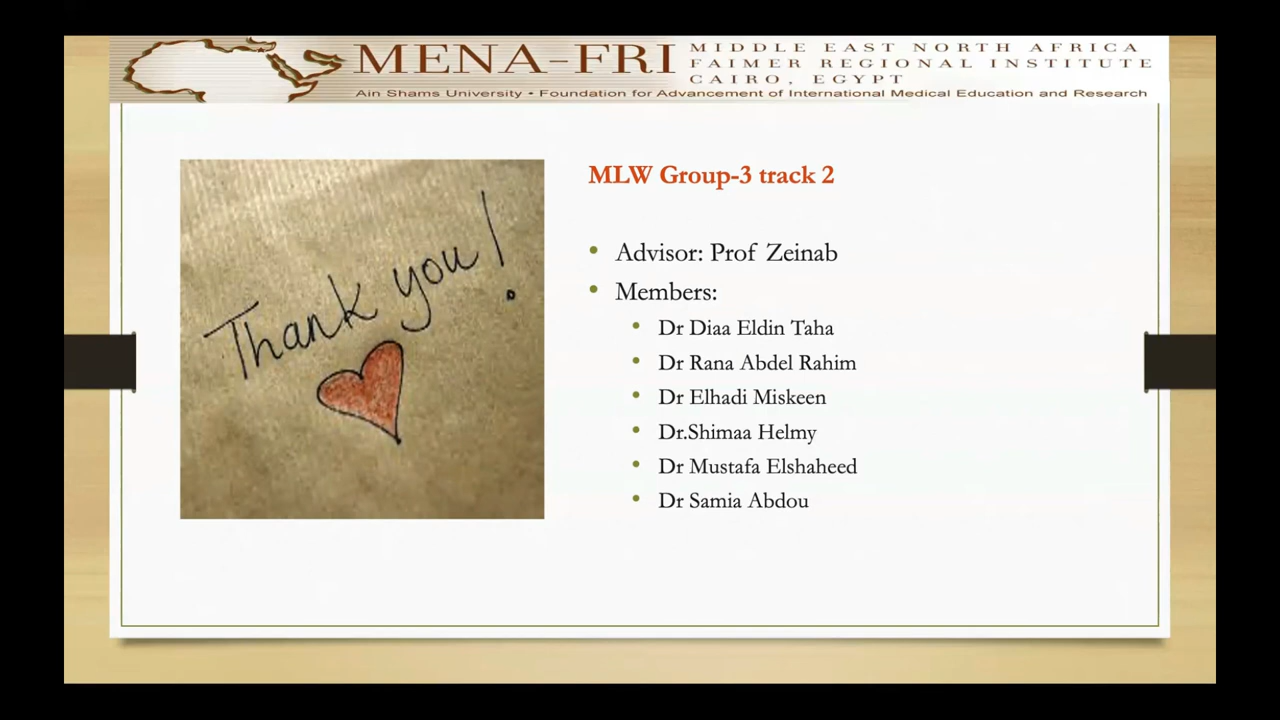 MENA-FRI
MIDDLE EAST NORTH AFRICA
FAIMER REGIONAL INSTITUTE
CAIRO, EGYPT
Ain Shams University • Foundation for Advancement of International Medical Education and Research
Thank you!
MLW Group-3 track 2
• Advisor: Prof Zeinab
• Members:
• Dr Diaa Eldin Taha
• Dr Rana Abdel Rahim
• Dr Elhadi Miskeen
• Dr.Shimaa Helmy
• Dr Mustafa Elshaheed
• Dr Samia Abdou